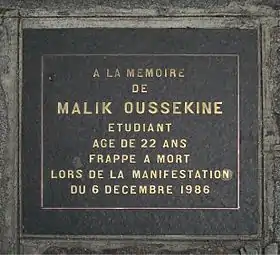 A LA MEMOIRE
DE
MALIK OUSSEKINE
ETUDIANT
AGE DE 22 ANS
FRAPPE A MORT
LORS DE LA MANIFESTATION
DU 6 DECEMBRE 1986